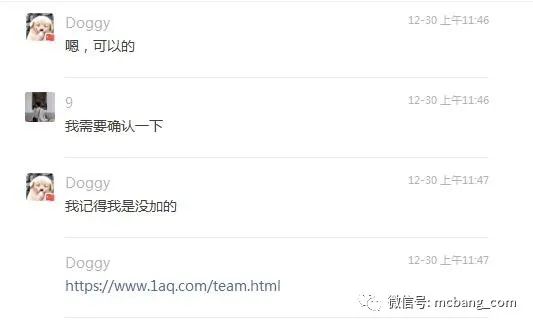 Doggy
12-30 上午11:46
嗯，可以的
9
12-30 上午11:46
我需要确认一下
Doggy
12-30 上午11:47
我记得我是没加的
Doggy
12-30 上午11:47
https://www.1aq.com/team.html
微信号: mcbang_com